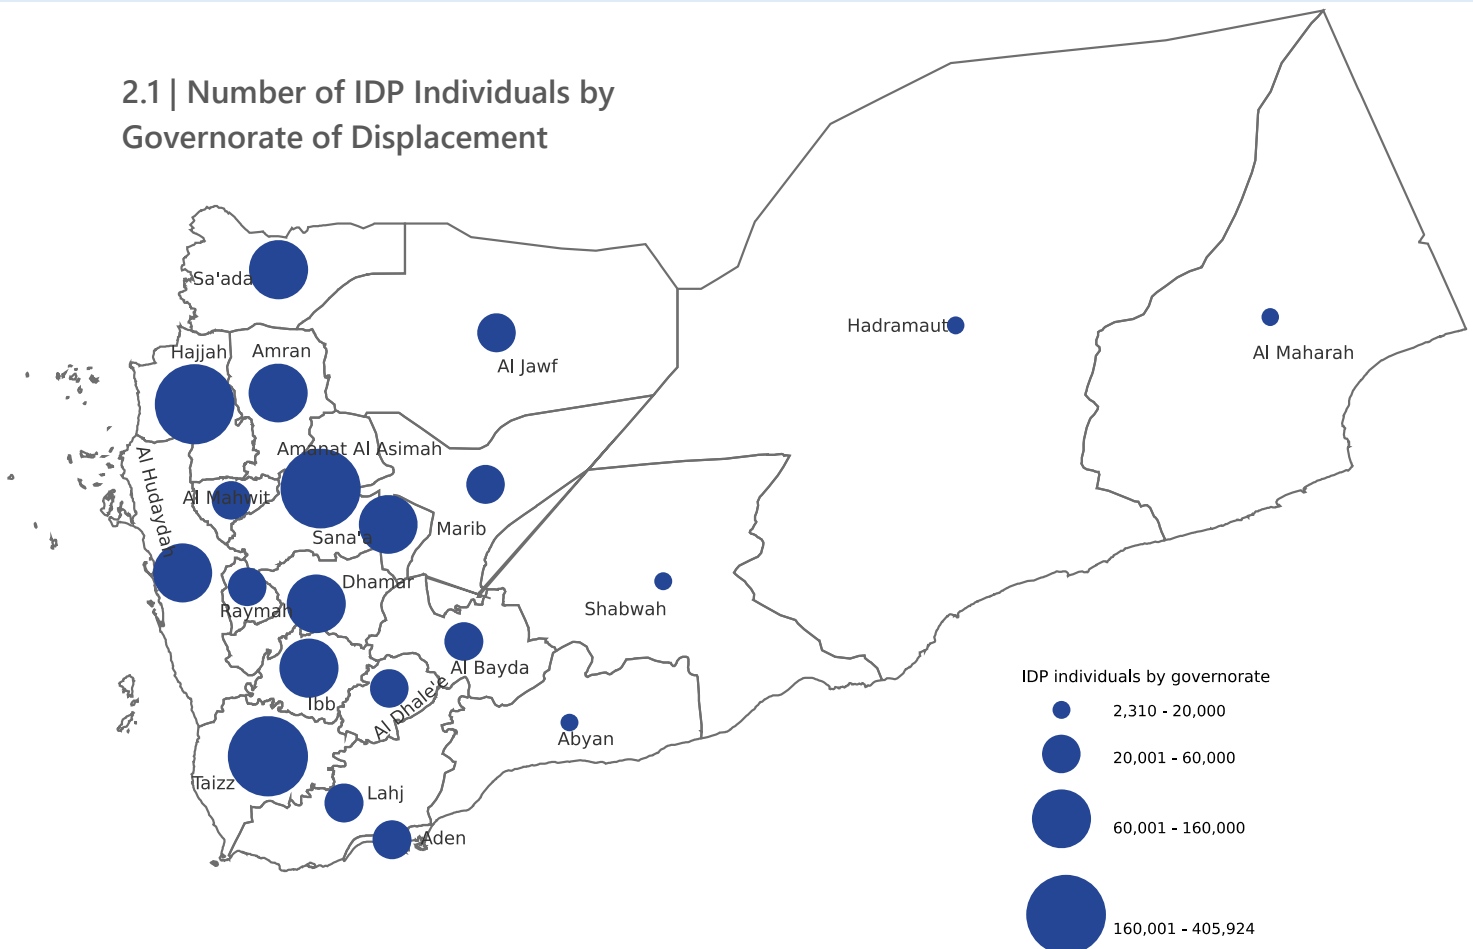 2.1 | Number of IDP Individuals by
Governorate of Displacement
Sa'ada
Hadramaut
Al Maharah
Hajjah
Amran
Al Jawf
Amanat Al Asimah
Al Hudaydah
Al Mahwit
Marib
Sana'a
Dhamar
Raymah
Shabwah
Al Bayda
Ibb
Al Dhale'e
Abyan
Taizz
Lahj
Aden
IDP individuals by governorate
2,310 - 20,000
20,001 - 60,000
60,001 - 160,000
160,001 - 405,924